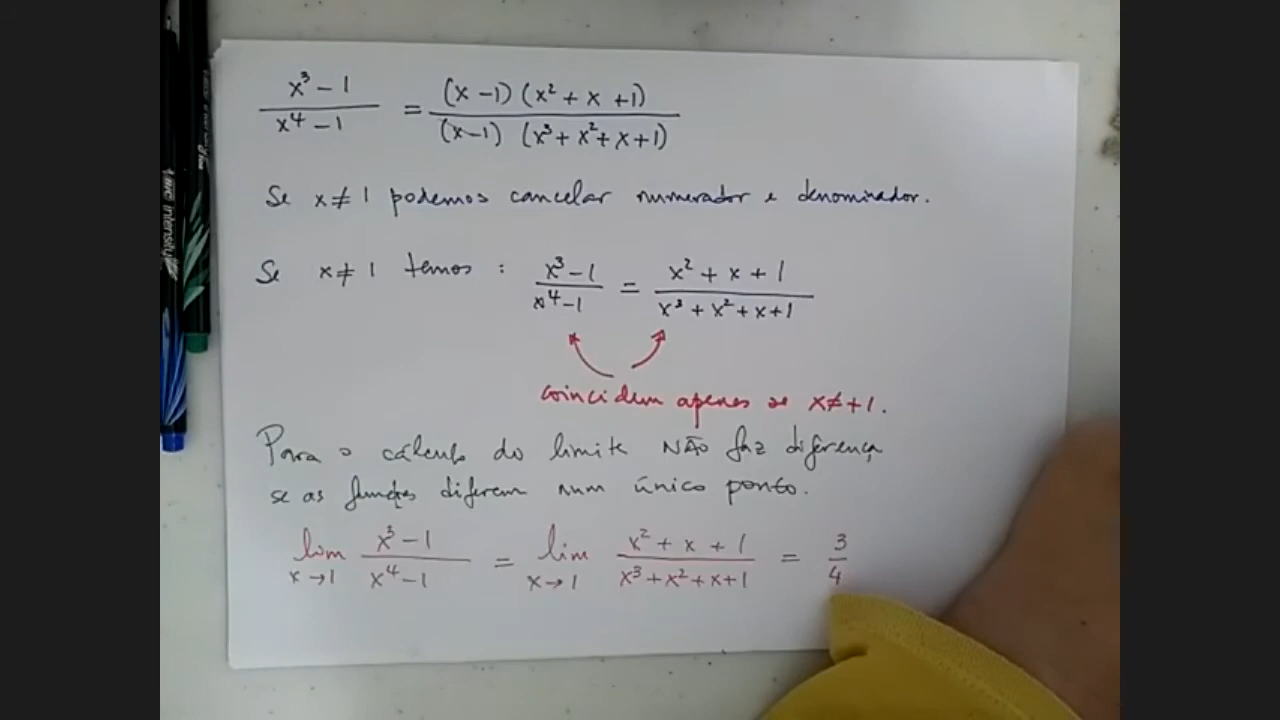 x³ - 1 / x⁴ - 1 = (x - 1) (x² + x + 1) / (x - 1) (x³ + x² + x + 1)
Se x ≠ 1 podemos cancelar numerador e denominador.
Se x ≠ 1 temos : x³ - 1 / x⁴ - 1 = x² + x + 1 / x³ + x² + x + 1
coincidem apenas se x ≠ +1.
Para o cálculo do limite NÃO faz diferença
se as funções diferem num único ponto.
lim x→1 x³ - 1 / x⁴ - 1 = lim x→1 x² + x + 1 / x³ + x² + x + 1 = 3 / 4